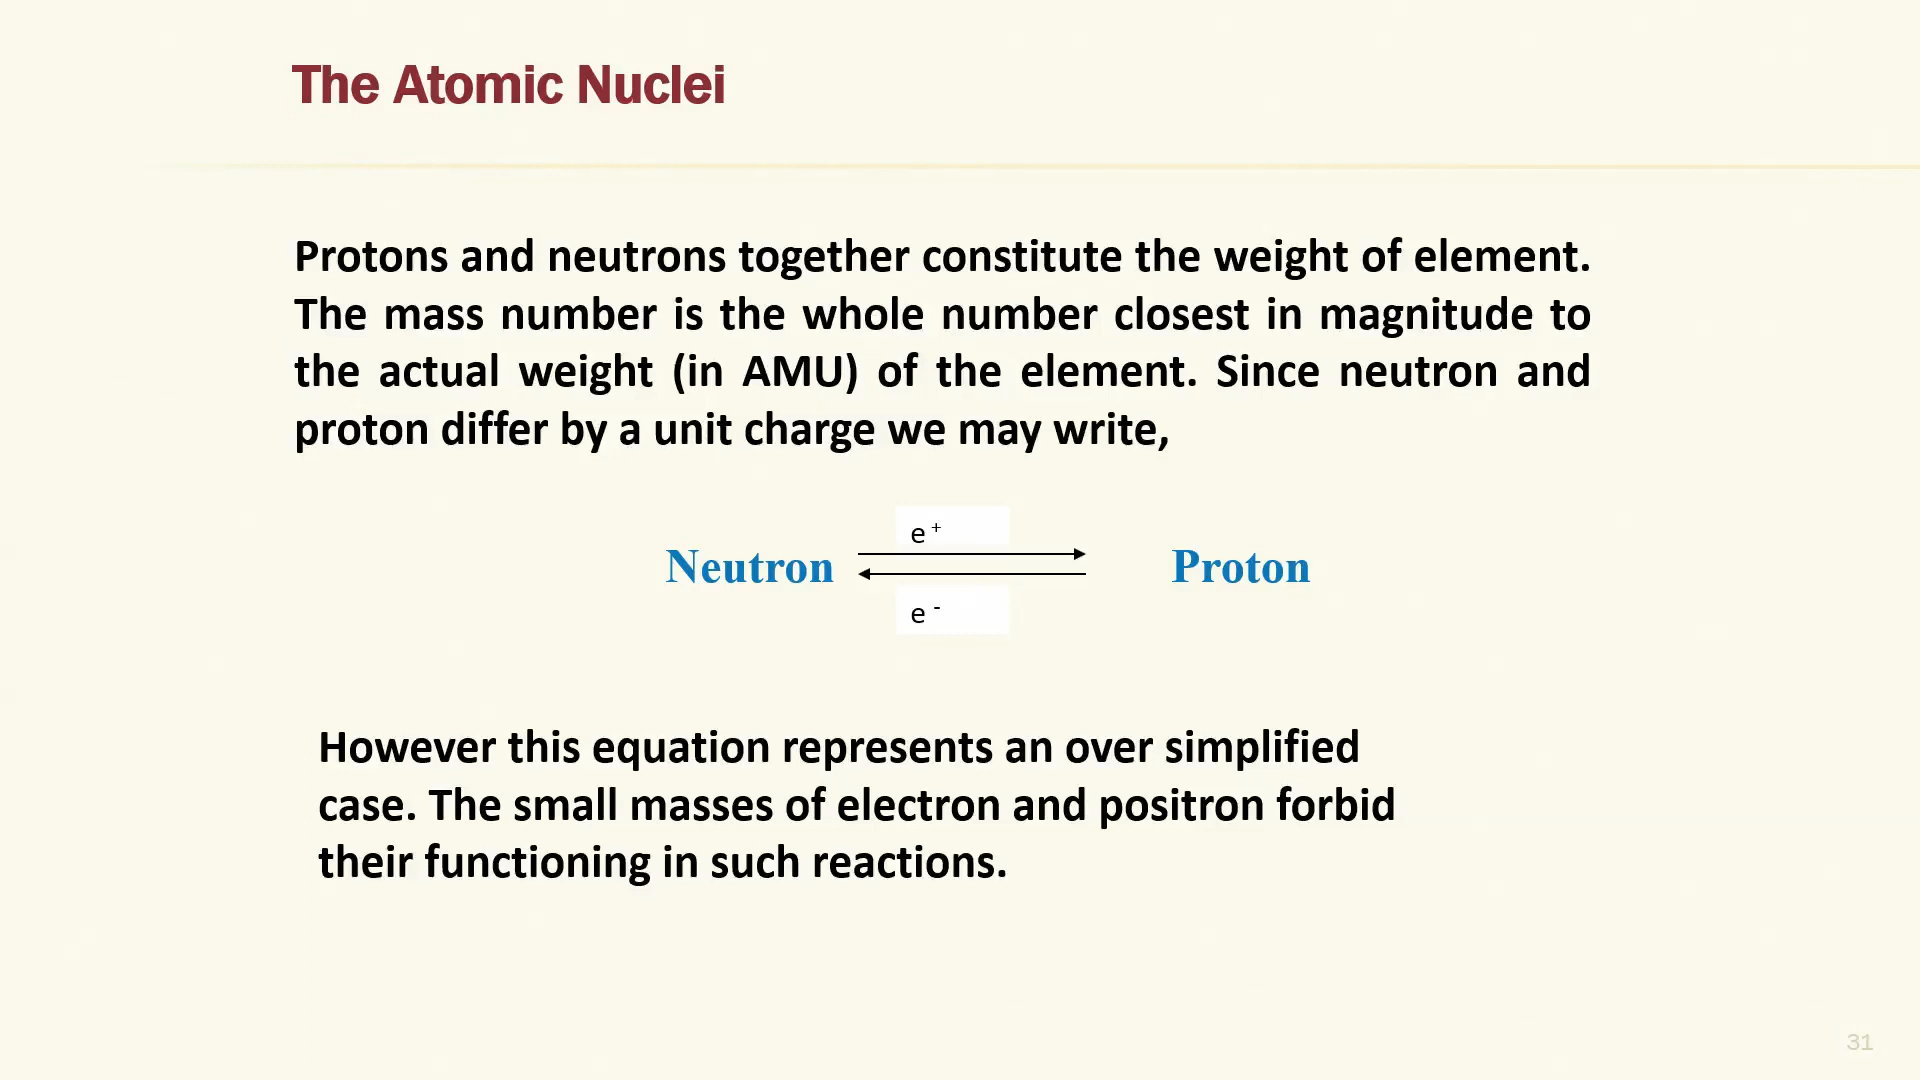 The Atomic Nuclei
Protons and neutrons together constitute the weight of element.
The mass number is the whole number closest in magnitude to
the actual weight (in AMU) of the element. Since neutron and
proton differ by a unit charge we may write,
e +
Neutron Proton
e -
However this equation represents an over simplified
case. The small masses of electron and positron forbid
their functioning in such reactions.
31